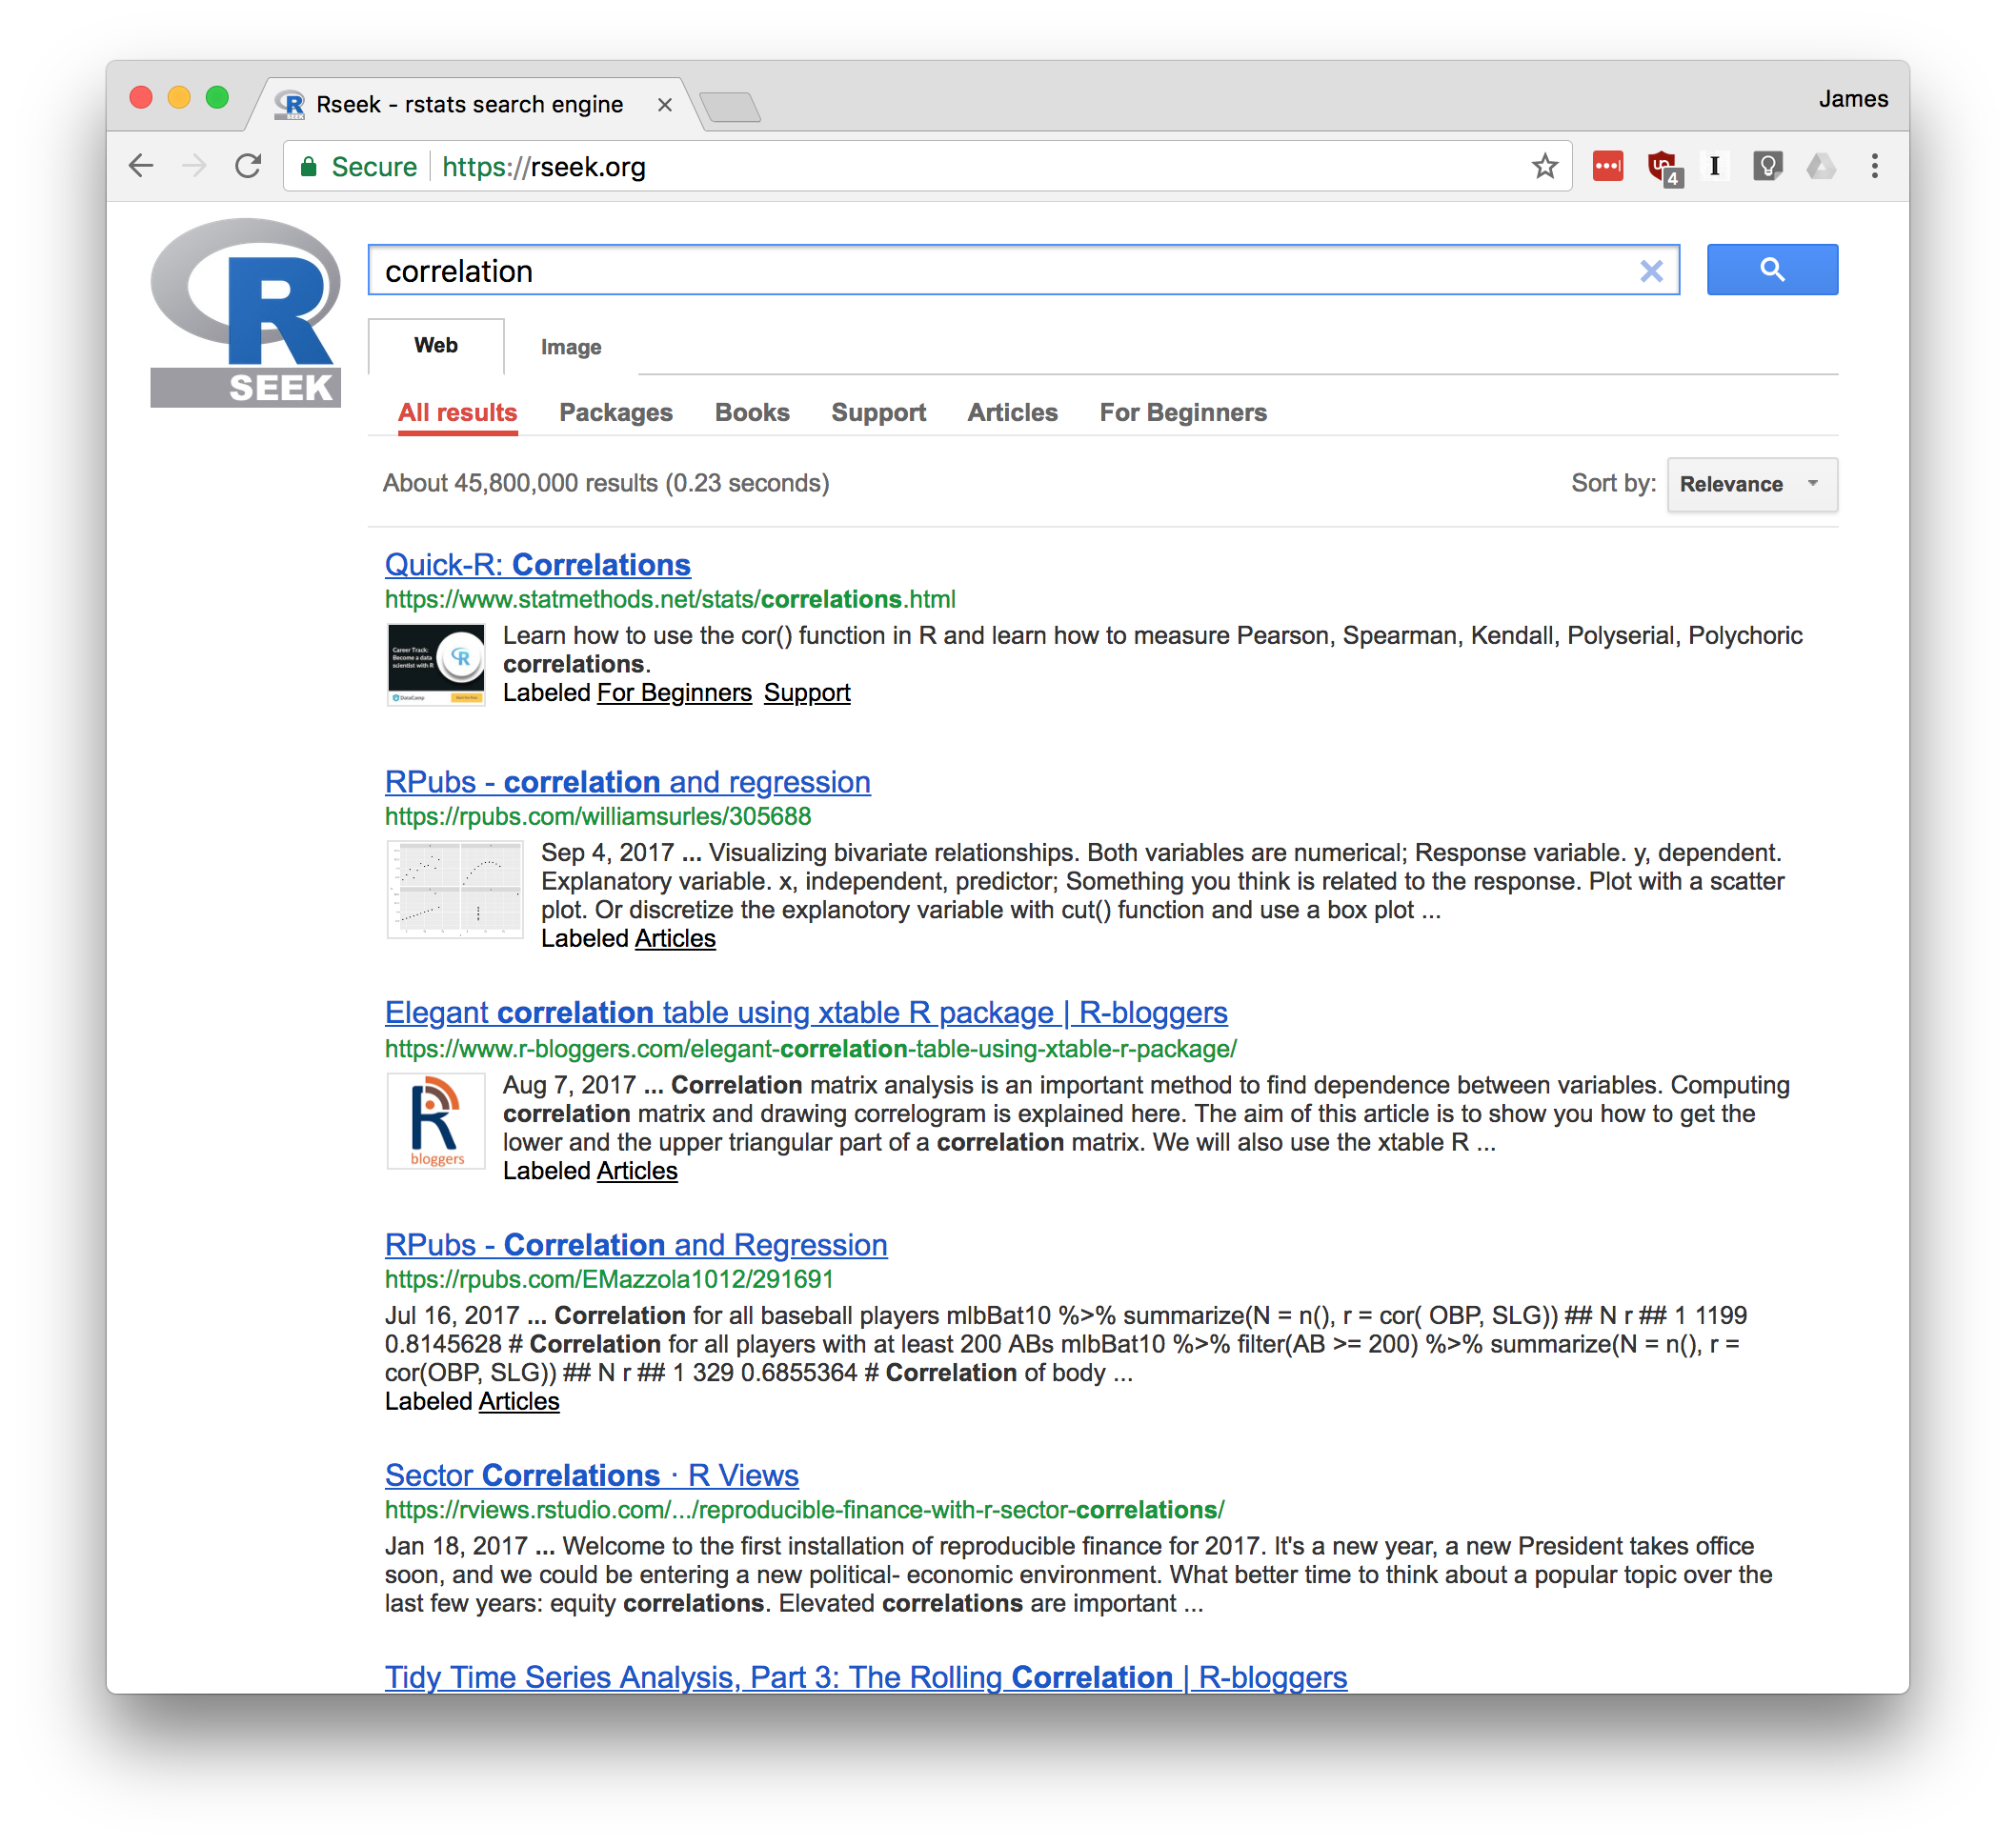 Rseek - rstats search engine
James
Secure https://rseek.org
4
R
SEEK
correlation
Web Image
All results Packages Books Support Articles For Beginners
About 45,800,000 results (0.23 seconds) Sort by: Relevance
Quick-R: Correlations
https://www.statmethods.net/stats/correlations.html
Career Track:
Become a data
scientist with R
R
DataCamp
Learn how to use the cor() function in R and learn how to measure Pearson, Spearman, Kendall, Polyserial, Polychoric
correlations.
Labeled For Beginners Support
RPubs - correlation and regression
https://rpubs.com/williamsurles/305688
Sep 4, 2017 ... Visualizing bivariate relationships. Both variables are numerical; Response variable. y, dependent.
Explanatory variable. x, independent, predictor; Something you think is related to the response. Plot with a scatter
plot. Or discretize the explanotory variable with cut() function and use a box plot ...
Labeled Articles
Elegant correlation table using xtable R package | R-bloggers
https://www.r-bloggers.com/elegant-correlation-table-using-xtable-r-package/
R
bloggers
Aug 7, 2017 ... Correlation matrix analysis is an important method to find dependence between variables. Computing
correlation matrix and drawing correlogram is explained here. The aim of this article is to show you how to get the
lower and the upper triangular part of a correlation matrix. We will also use the xtable R ...
Labeled Articles
RPubs - Correlation and Regression
https://rpubs.com/EMazzola1012/291691
Jul 16, 2017 ... Correlation for all baseball players mlbBat10 %>% summarize(N = n(), r = cor( OBP, SLG)) ## N r ## 1 1199
0.8145628 # Correlation for all players with at least 200 ABs mlbBat10 %>% filter(AB >= 200) %>% summarize(N = n(), r =
cor(OBP, SLG)) ## N r ## 1 329 0.6855364 # Correlation of body ...
Labeled Articles
Sector Correlations · R Views
https://rviews.rstudio.com/.../reproducible-finance-with-r-sector-correlations/
Jan 18, 2017 ... Welcome to the first installation of reproducible finance for 2017. It's a new year, a new President takes office
soon, and we could be entering a new political- economic environment. What better time to think about a popular topic over the
last few years: equity correlations. Elevated correlations are important ...
Tidy Time Series Analysis, Part 3: The Rolling Correlation | R-bloggers